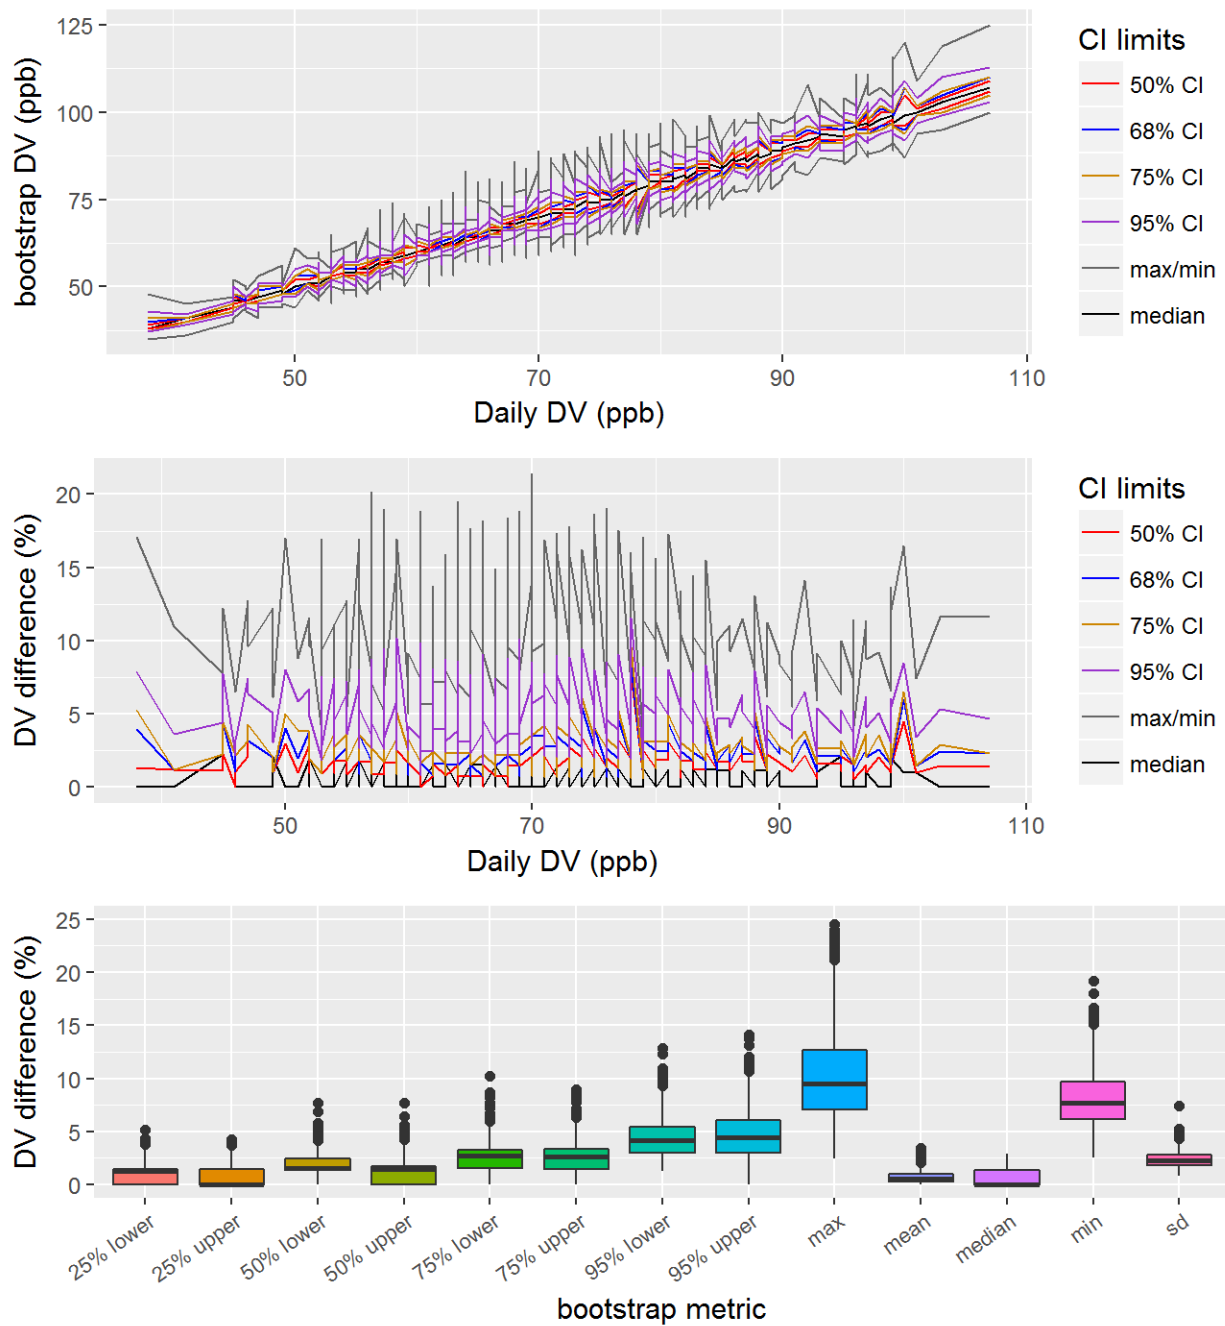 125
100
75
50
bootstrap DV (ppb)
50
70
90
110
Daily DV (ppb)
CI limits
50% CI
68% CI
75% CI
95% CI
max/min
median
20
15
10
5
0
DV difference (%)
50
70
90
110
Daily DV (ppb)
CI limits
50% CI
68% CI
75% CI
95% CI
max/min
median
25
20
15
10
5
0
DV difference (%)
25% lower
25% upper
50% lower
50% upper
75% lower
75% upper
95% lower
95% upper
max
mean
median
min
sd
bootstrap metric